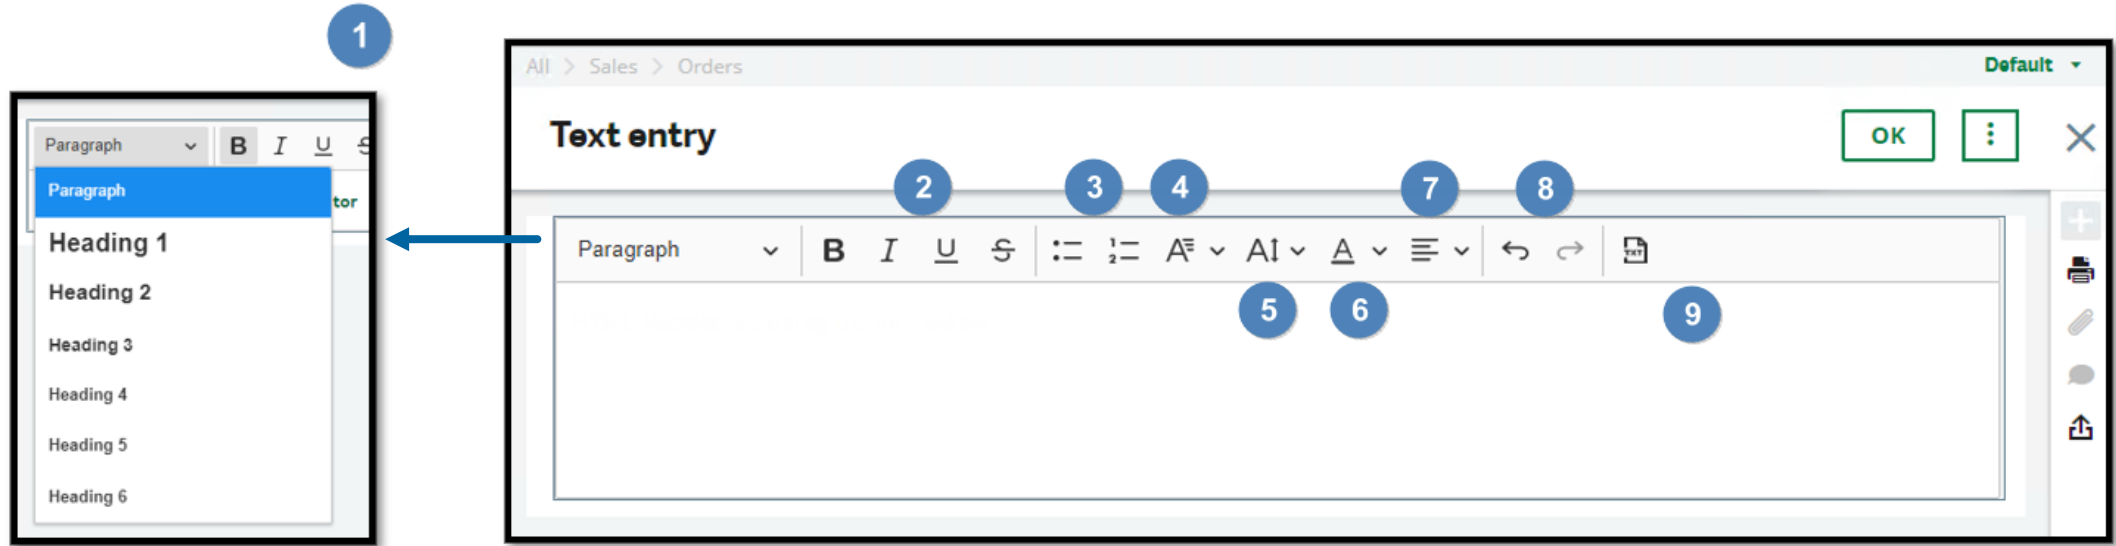 1
Paragraph B I U S
Paragraph
tor
Heading 1
Heading 2
Heading 3
Heading 4
Heading 5
Heading 6
All > Sales > Orders
Default
Text entry
OK
2 3 4 7 8
Paragraph B I U S A A A TXT
5 6 9